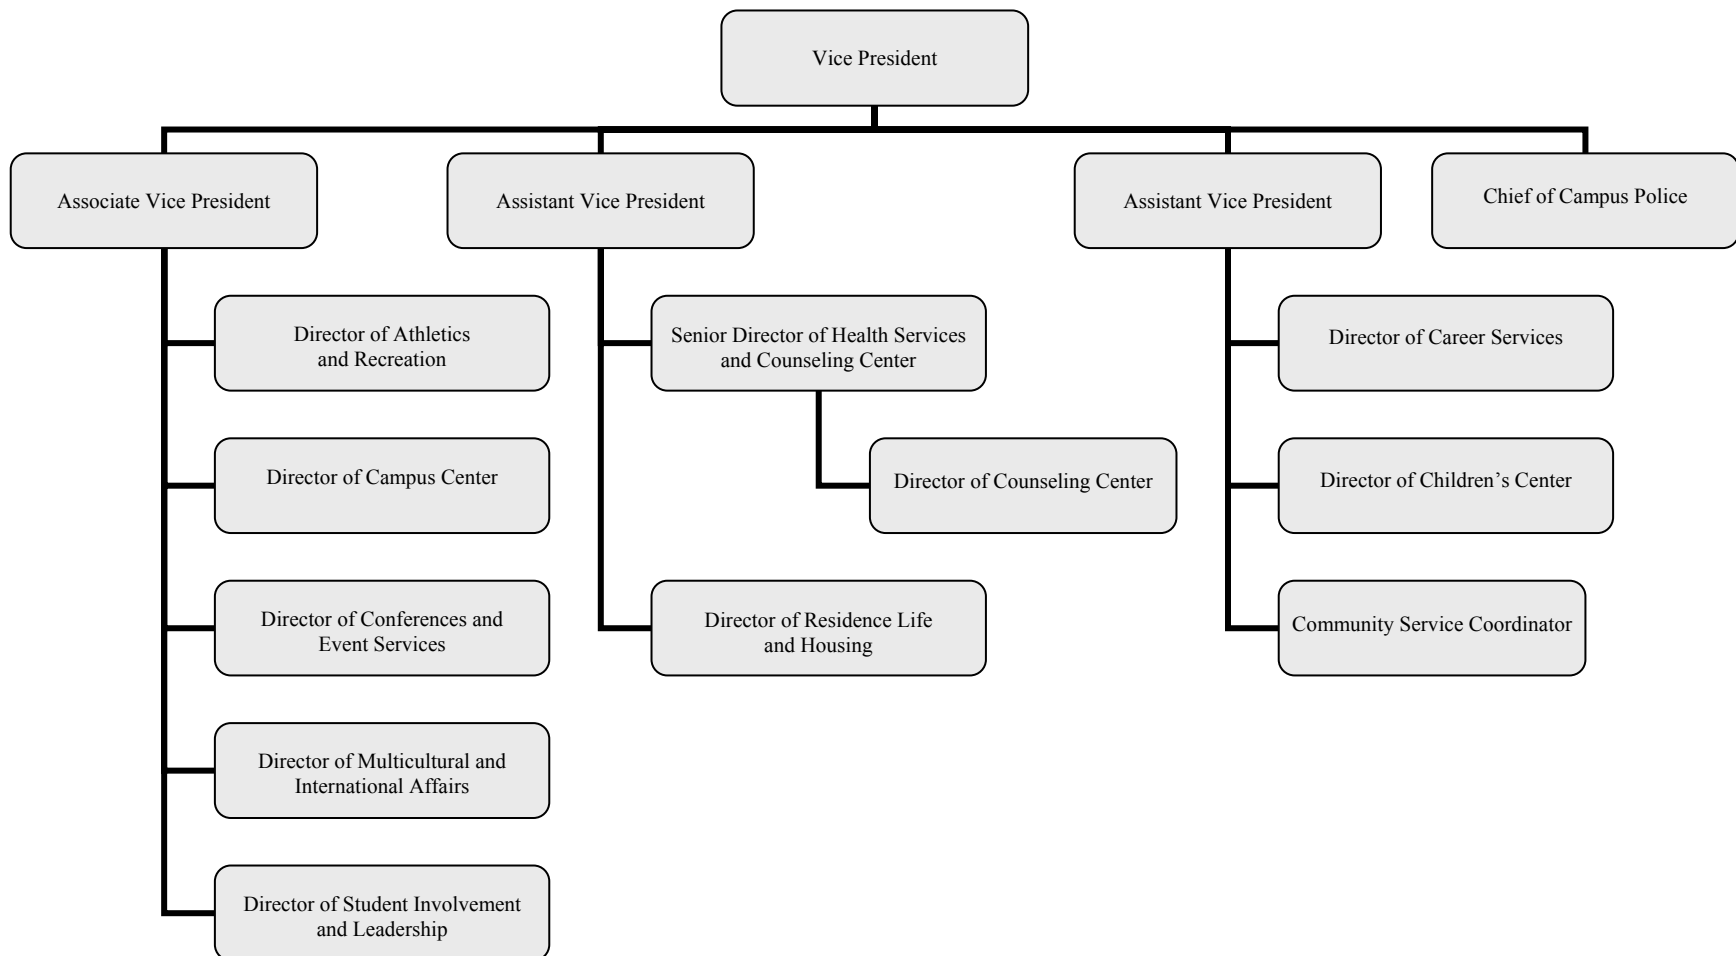 Vice President
Associate Vice President
Assistant Vice President
Assistant Vice President
Chief of Campus Police
Director of Athletics
and Recreation
Senior Director of Health Services
and Counseling Center
Director of Career Services
Director of Campus Center
Director of Counseling Center
Director of Children’s Center
Director of Conferences and
Event Services
Director of Residence Life
and Housing
Community Service Coordinator
Director of Multicultural and
International Affairs
Director of Student Involvement
and Leadership